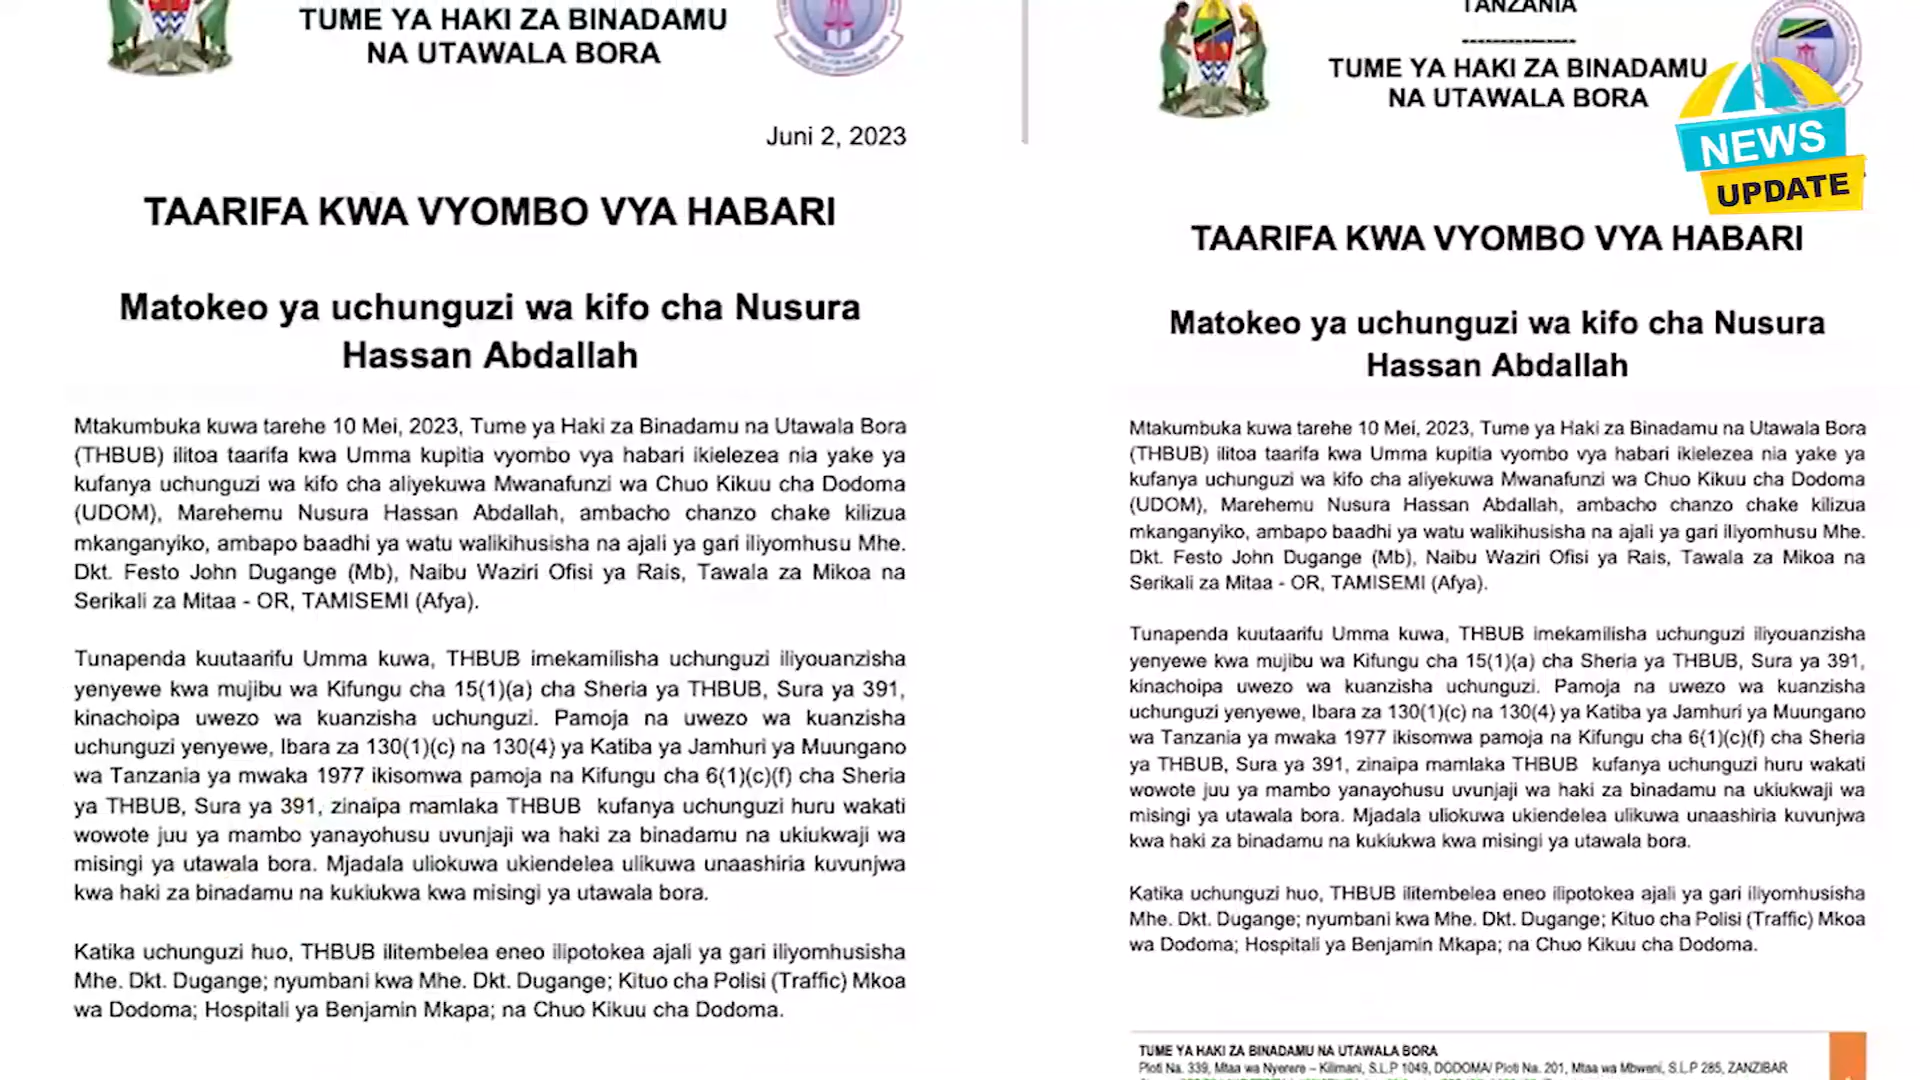 TUME YA HAKI ZA BINADAMU
NA UTAWALA BORA
Juni 2, 2023
TAARIFA KWA VYOMBO VYA HABARI
Matokeo ya uchunguzi wa kifo cha Nusura
Hassan Abdallah
Mtakumbuka kuwa tarehe 10 Mei, 2023, Tume ya Haki za Binadamu na Utawala Bora
(THBUB) ilitoa taarifa kwa Umma kupitia vyombo vya habari ikielezea nia yake ya
kufanya uchunguzi wa kifo cha aliyekuwa Mwanafunzi wa Chuo Kikuu cha Dodoma
(UDOM), Marehemu Nusura Hassan Abdallah, ambacho chanzo chake kilizua
mkanganyiko, ambapo baadhi ya watu walikihusisha na ajali ya gari iliyomhusu Mhe.
Dkt. Festo John Dugange (Mb), Naibu Waziri Ofisi ya Rais, Tawala za Mikoa na
Serikali za Mitaa - OR, TAMISEMI (Afya).
Tunapenda kuutaarifu Umma kuwa, THBUB imekamilisha uchunguzi iliyouanzisha
yenyewe kwa mujibu wa Kifungu cha 15(1)(a) cha Sheria ya THBUB, Sura ya 391,
kinachoipa uwezo wa kuanzisha uchunguzi. Pamoja na uwezo wa kuanzisha
uchunguzi yenyewe, Ibara za 130(1)(c) na 130(4) ya Katiba ya Jamhuri ya Muungano
wa Tanzania ya mwaka 1977 ikisomwa pamoja na Kifungu cha 6(1)(c)(f) cha Sheria
ya THBUB, Sura ya 391, zinaipa mamlaka THBUB kufanya uchunguzi huru wakati
wowote juu ya mambo yanayohusu uvunjaji wa haki za binadamu na ukiukwaji wa
misingi ya utawala bora. Mjadala uliokuwa ukiendelea ulikuwa unaashiria kuvunjwa
kwa haki za binadamu na kukiukwa kwa misingi ya utawala bora.
Katika uchunguzi huo, THBUB ilitembelea eneo ilipotokea ajali ya gari iliyomhusisha
Mhe. Dkt. Dugange; nyumbani kwa Mhe. Dkt. Dugange; Kituo cha Polisi (Traffic) Mkoa
wa Dodoma; Hospitali ya Benjamin Mkapa; na Chuo Kikuu cha Dodoma.
TANZANIA
TUME YA HAKI ZA BINADAMU
NA UTAWALA BORA
NEWS
UPDATE
TAARIFA KWA VYOMBO VYA HABARI
Matokeo ya uchunguzi wa kifo cha Nusura
Hassan Abdallah
Mtakumbuka kuwa tarehe 10 Mei, 2023, Tume ya Haki za Binadamu na Utawala Bora
(THBUB) ilitoa taarifa kwa Umma kupitia vyombo vya habari ikielezea nia yake ya
kufanya uchunguzi wa kifo cha aliyekuwa Mwanafunzi wa Chuo Kikuu cha Dodoma
(UDOM), Marehemu Nusura Hassan Abdallah, ambacho chanzo chake kilizua
mkanganyiko, ambapo baadhi ya watu walikihusisha na ajali ya gari iliyomhusu Mhe.
Dkt. Festo John Dugange (Mb), Naibu Waziri Ofisi ya Rais, Tawala za Mikoa na
Serikali za Mitaa - OR, TAMISEMI (Afya).
Tunapenda kuutaarifu Umma kuwa, THBUB imekamilisha uchunguzi iliyouanzisha
yenyewe kwa mujibu wa Kifungu cha 15(1)(a) cha Sheria ya THBUB, Sura ya 391,
kinachoipa uwezo wa kuanzisha uchunguzi. Pamoja na uwezo wa kuanzisha
uchunguzi yenyewe, Ibara za 130(1)(c) na 130(4) ya Katiba ya Jamhuri ya Muungano
wa Tanzania ya mwaka 1977 ikisomwa pamoja na Kifungu cha 6(1)(c)(f) cha Sheria
ya THBUB, Sura ya 391, zinaipa mamlaka THBUB kufanya uchunguzi huru wakati
wowote juu ya mambo yanayohusu uvunjaji wa haki za binadamu na ukiukwaji wa
misingi ya utawala bora. Mjadala uliokuwa ukiendelea ulikuwa unaashiria kuvunjwa
kwa haki za binadamu na kukiukwa kwa misingi ya utawala bora.
Katika uchunguzi huo, THBUB ilitembelea eneo ilipotokea ajali ya gari iliyomhusisha
Mhe. Dkt. Dugange; nyumbani kwa Mhe. Dkt. Dugange; Kituo cha Polisi (Traffic) Mkoa
wa Dodoma; Hospitali ya Benjamin Mkapa; na Chuo Kikuu cha Dodoma.
TUME YA HAKI ZA BINADAMU NA UTAWALA BORA
Ploti Na. 339, Mtaa wa Nyerere – Kilimani, S.L.P 1049, DODOMA/ Ploti Na. 201, Mtaa wa Mbweni, S.L.P 285, ZANZIBAR